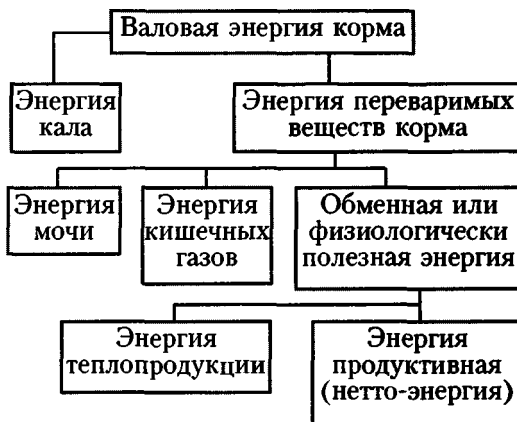 Валовая энергия корма
Энергия
кала
Энергия переваримых
веществ корма
Энергия
мочи
Энергия
кишечных
газов
Обменная или
физиологически
полезная энергия
Энергия
теплопродукции
Энергия
продуктивная
(нетто-энергия)